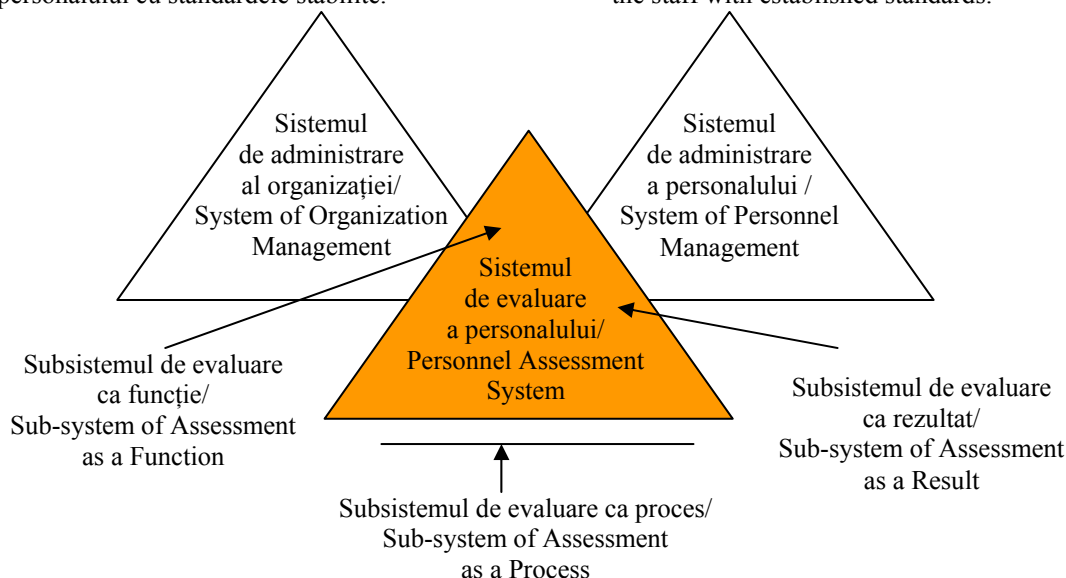 personalului cu standardele stabilite.
the staff with established standards.
Sistemul
de administrare
al organizației/
System of Organization
Management
Sistemul
de administrare
a personalului /
System of Personnel
Management
Sistemul
de evaluare
a personalului/
Personnel Assessment
System
Subsistemul de evaluare
ca funcție/
Sub-system of Assessment
as a Function
Subsistemul de evaluare
ca rezultat/
Sub-system of Assessment
as a Result
Subsistemul de evaluare ca proces/
Sub-system of Assessment
as a Process